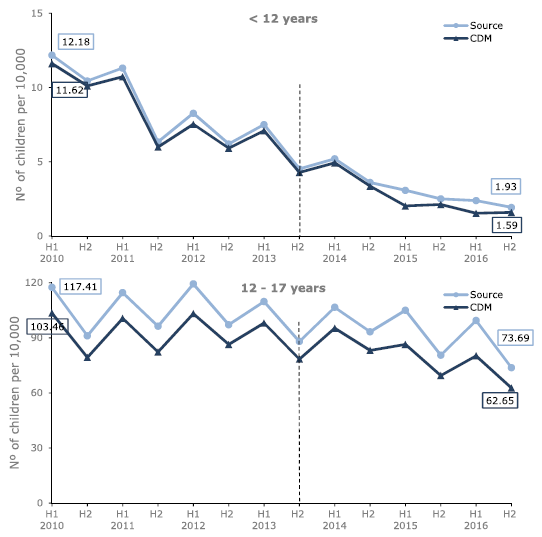 < 12 years
Source
CDM
Nº of children per 10,000
15
10
5
0
12.18
11.62
1.93
1.59
H1 H2 H1 H2 H1 H2 H1 H2 H1 H2 H1 H2 H1 H2
2010 2011 2012 2013 2014 2015 2016
12 - 17 years
Source
CDM
Nº of children per 10,000
120
90
60
30
0
117.41
103.46
73.69
62.65
H1 H2 H1 H2 H1 H2 H1 H2 H1 H2 H1 H2 H1 H2
2010 2011 2012 2013 2014 2015 2016